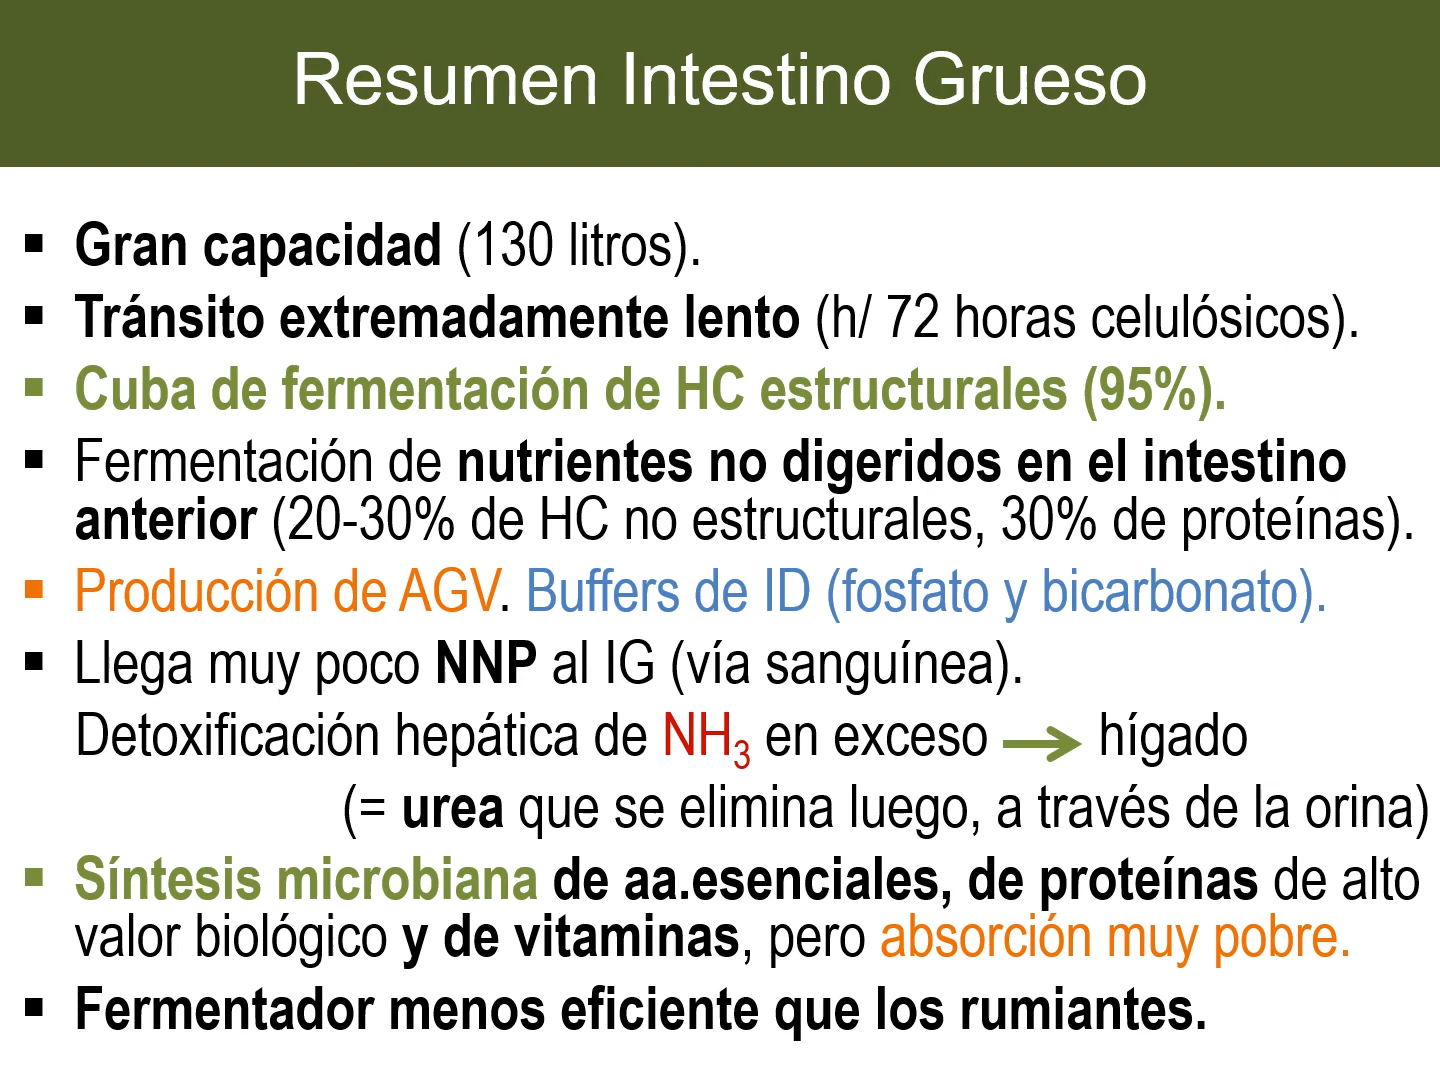 Resumen Intestino Grueso
▪ Gran capacidad (130 litros).
▪ Tránsito extremadamente lento (h/ 72 horas celulósicos).
▪ Cuba de fermentación de HC estructurales (95%).
▪ Fermentación de nutrientes no digeridos en el intestino
anterior (20-30% de HC no estructurales, 30% de proteínas).
▪ Producción de AGV. Buffers de ID (fosfato y bicarbonato).
▪ Llega muy poco NNP al IG (vía sanguínea).
Detoxificación hepática de NH₃ en exceso → hígado
(= urea que se elimina luego, a través de la orina)
▪ Síntesis microbiana de aa.esenciales, de proteínas de alto
valor biológico y de vitaminas, pero absorción muy pobre.
▪ Fermentador menos eficiente que los rumiantes.